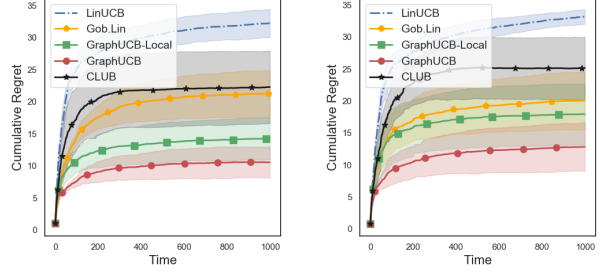 LinUCB
Gob.Lin
GraphUCB-Local
GraphUCB
CLUB
Cumulative Regret
35
30
25
20
15
10
5
0
0 200 400 600 800 1000
Time
LinUCB
Gob.Lin
GraphUCB-Local
GraphUCB
CLUB
Cumulative Regret
35
30
25
20
15
10
5
0
0 200 400 600 800 1000
Time